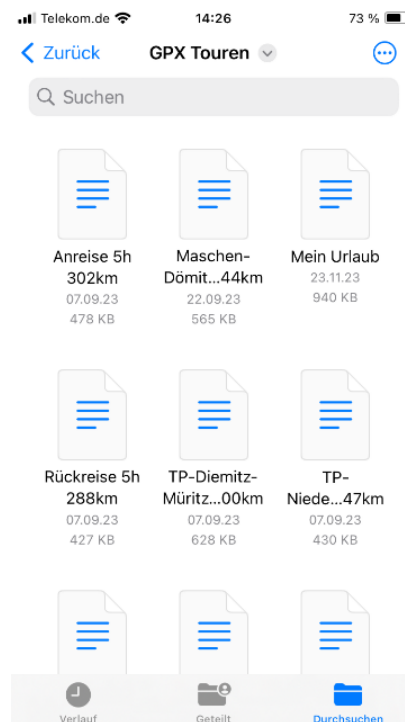 Telekom.de 14:26 73 %
Zurück GPX Touren
Suchen
Anreise 5h
302km
07.09.23
478 KB
Maschen-
Dömit...44km
22.09.23
565 KB
Mein Urlaub
23.11.23
940 KB
Rückreise 5h
288km
07.09.23
427 KB
TP-Diemitz-
Müritz...00km
07.09.23
628 KB
TP-
Niede...47km
07.09.23
430 KB
Verlauf Geteilt Durchsuchen